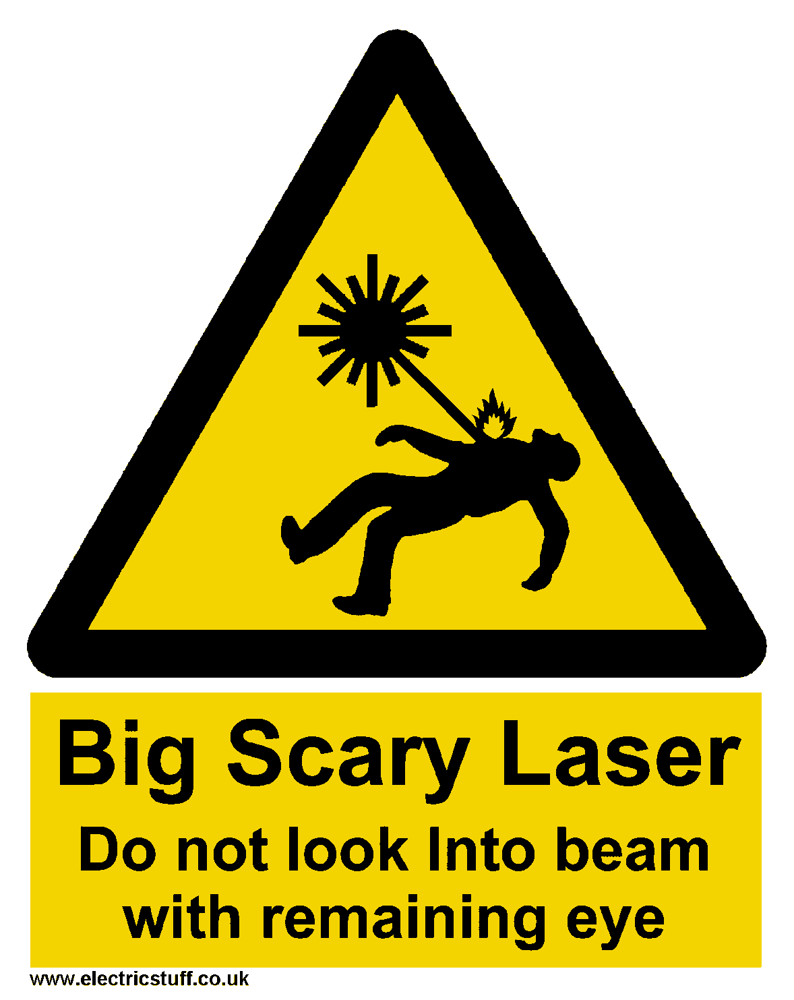 Big Scary Laser
Do not look Into beam
with remaining eye
www.electricstuff.co.uk